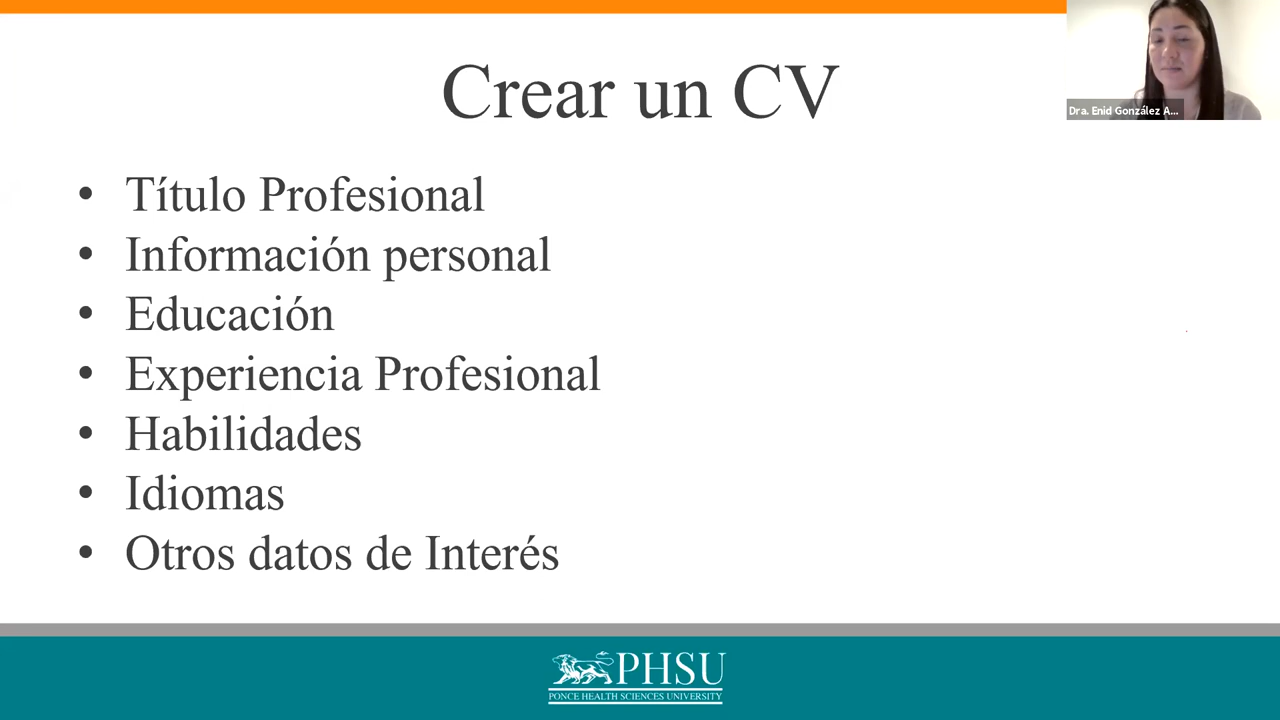 Crear un CV
Dra. Enid González A...
• Título Profesional
• Información personal
• Educación
• Experiencia Profesional
• Habilidades
• Idiomas
• Otros datos de Interés
PHSU
PONCE HEALTH SCIENCES UNIVERSITY